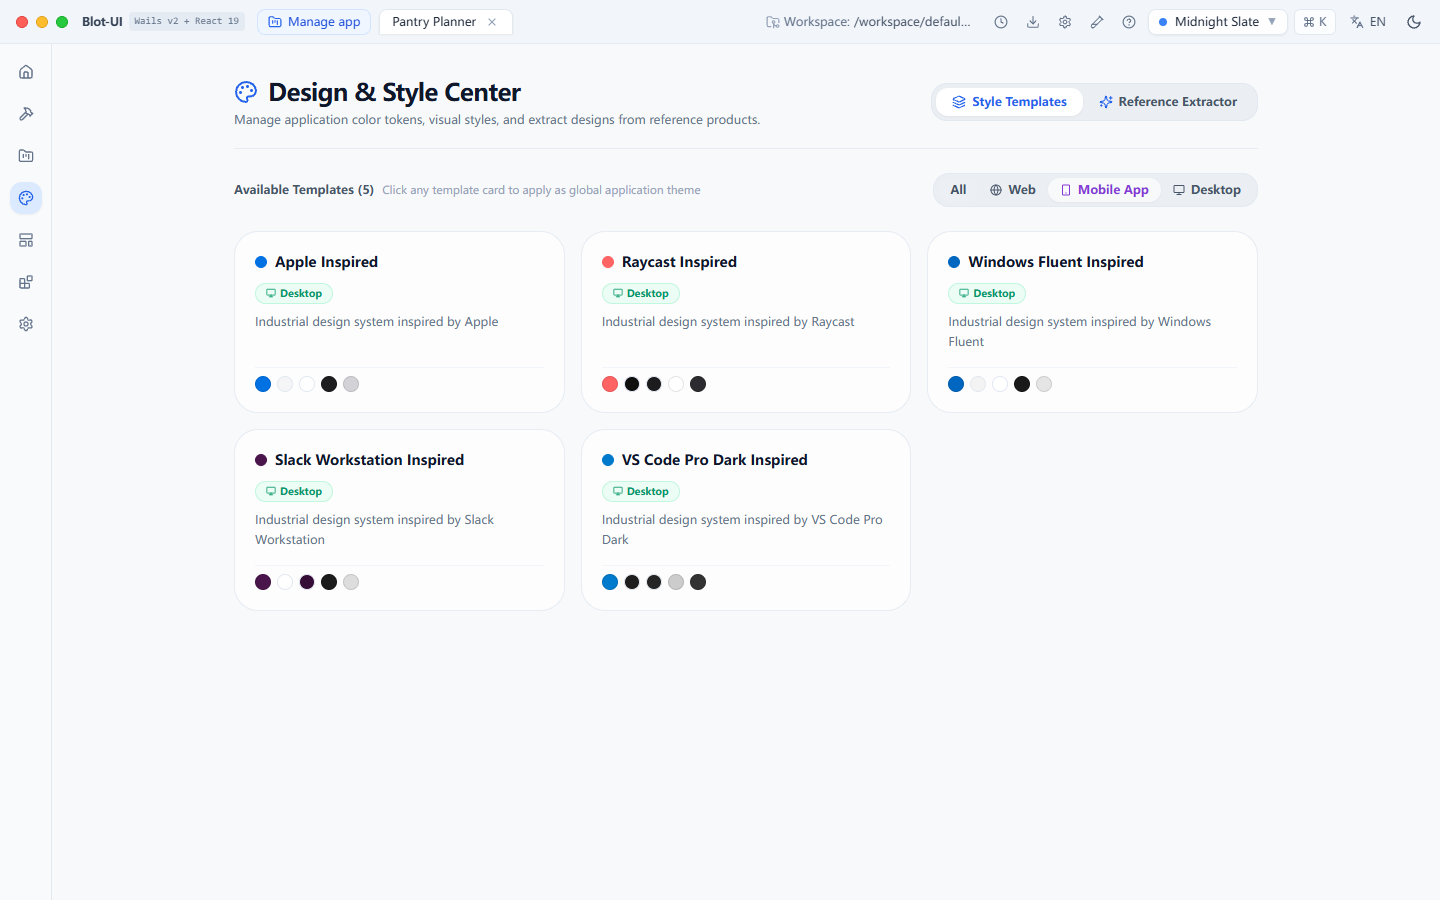 Blot-UI
Wails v2 + React 19
Manage app
Pantry Planner
Workspace: /workspace/defaul...
Midnight Slate
⌘ K
EN
Design & Style Center
Manage application color tokens, visual styles, and extract designs from reference products.
Style Templates
Reference Extractor
Available Templates (5)
Click any template card to apply as global application theme
All
Web
Mobile App
Desktop
Apple Inspired
Desktop
Industrial design system inspired by Apple
Raycast Inspired
Desktop
Industrial design system inspired by Raycast
Windows Fluent Inspired
Desktop
Industrial design system inspired by Windows
Fluent
Slack Workstation Inspired
Desktop
Industrial design system inspired by Slack
Workstation
VS Code Pro Dark Inspired
Desktop
Industrial design system inspired by VS Code Pro
Dark